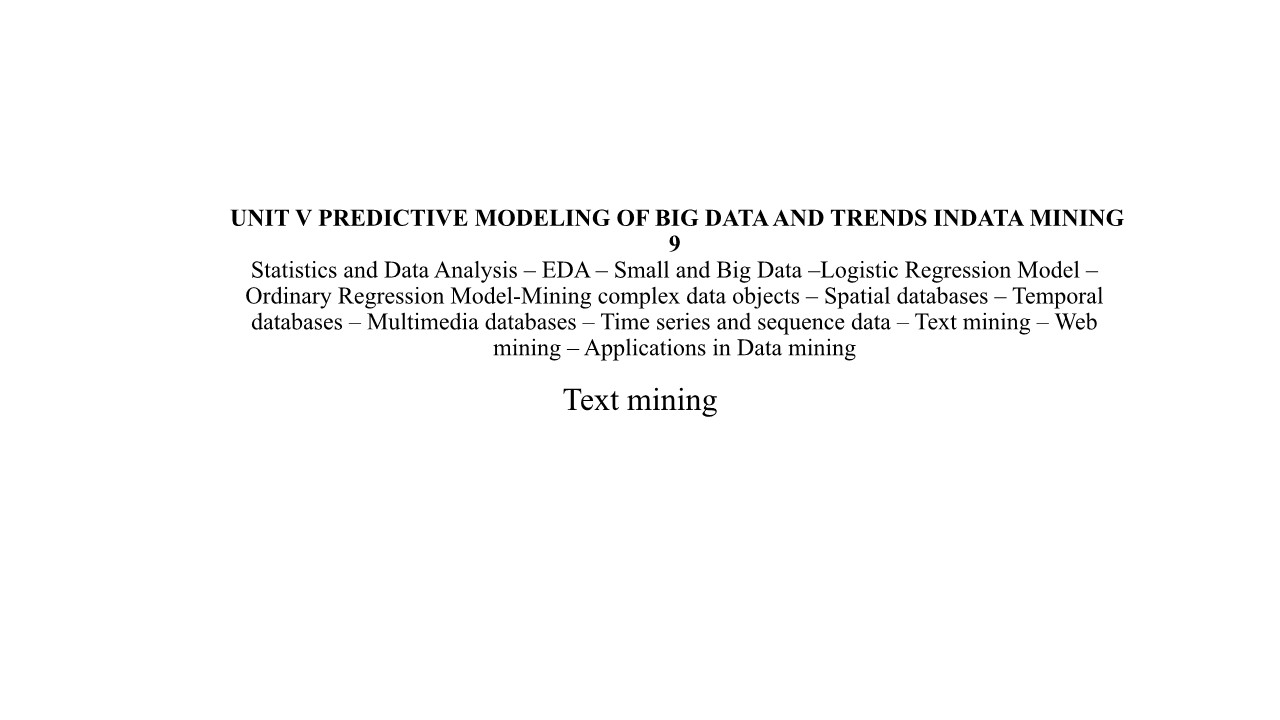 UNIT V PREDICTIVE MODELING OF BIG DATA AND TRENDS INDATA MINING
9
Statistics and Data Analysis – EDA – Small and Big Data –Logistic Regression Model –
Ordinary Regression Model-Mining complex data objects – Spatial databases – Temporal
databases – Multimedia databases – Time series and sequence data – Text mining – Web
mining – Applications in Data mining
Text mining